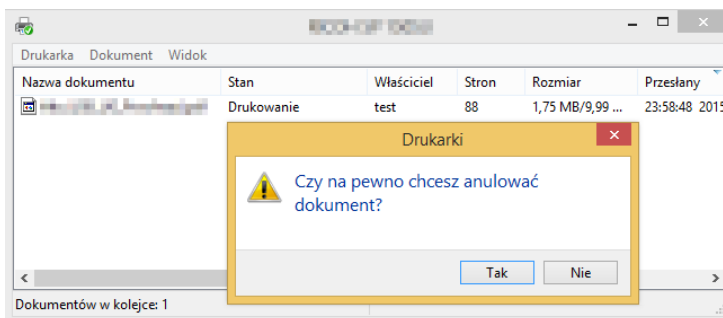 Drukarka Dokument Widok
Nazwa dokumentu Stan Właściciel Stron Rozmiar Przesłany
Drukowanie test 88 1,75 MB/9,99 ... 23:58:48 2015
Drukarki
Czy na pewno chcesz anulować
dokument?
Tak Nie
Dokumentów w kolejce: 1